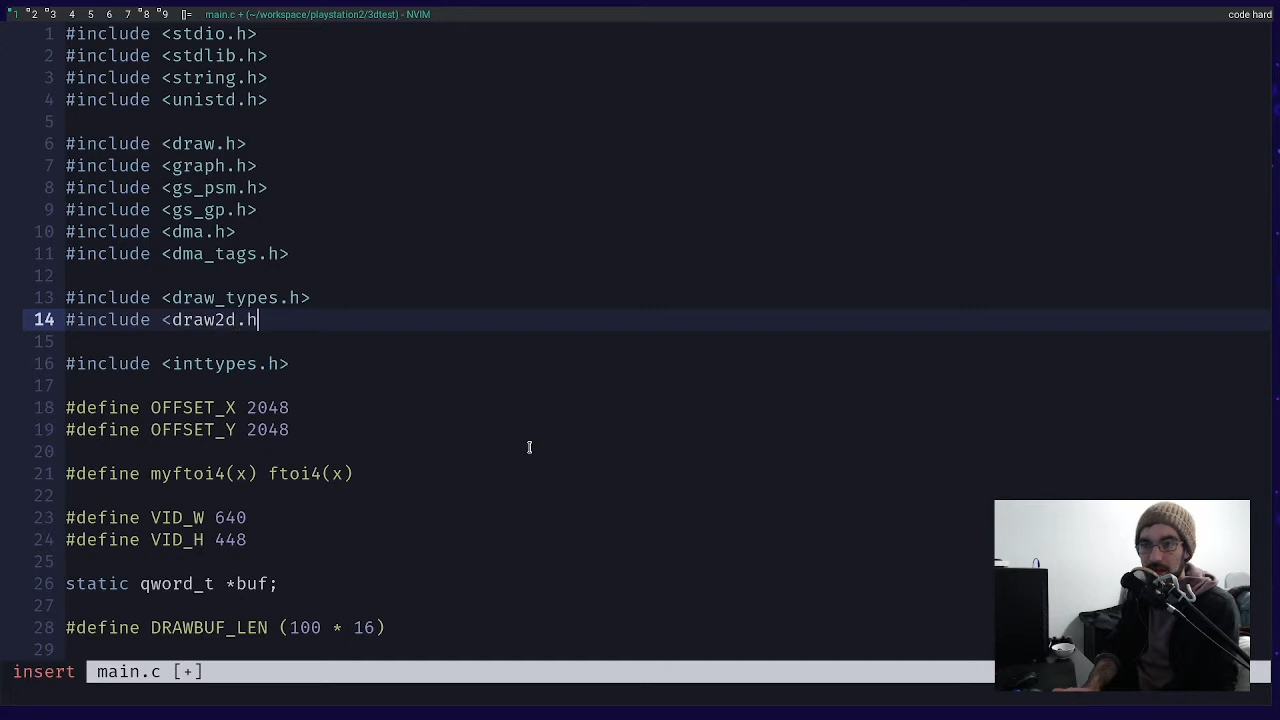 1 2 3 4 5 6 7 8 9 []= main.c + (~/workspace/playstation2/3dtest) - NVIM code hard
1 #include <stdio.h>
2 #include <stdlib.h>
3 #include <string.h>
4 #include <unistd.h>
5
6 #include <draw.h>
7 #include <graph.h>
8 #include <gs_psm.h>
9 #include <gs_gp.h>
10 #include <dma.h>
11 #include <dma_tags.h>
12
13 #include <draw_types.h>
14 #include <draw2d.h
15
16 #include <inttypes.h>
17
18 #define OFFSET_X 2048
19 #define OFFSET_Y 2048
20
21 #define myftoi4(x) ftoi4(x)
22
23 #define VID_W 640
24 #define VID_H 448
25
26 static qword_t *buf;
27
28 #define DRAWBUF_LEN (100 * 16)
29
insert main.c [+]